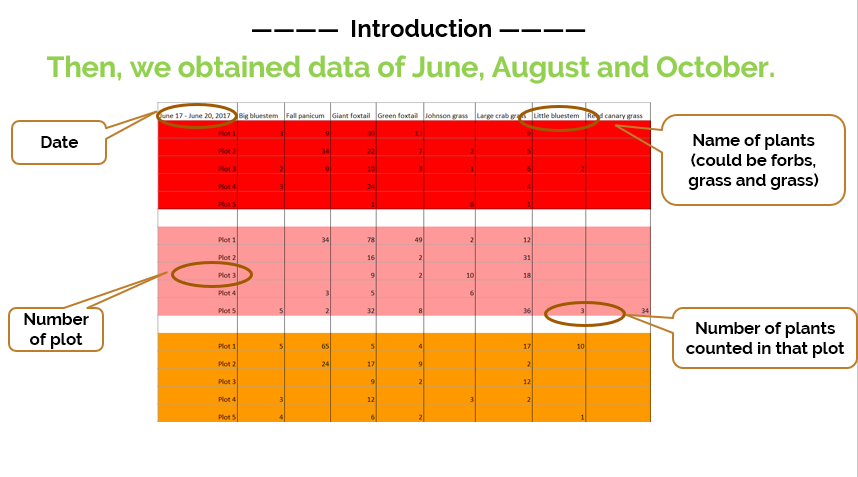 ———— Introduction ————
Then, we obtained data of June, August and October.
June 17 - June 20, 2017 Big bluestem Fall panicum Giant foxtail Green foxtail Johnson grass Large crab grass Little bluestem Reed canary grass
Plot 1 9 13
Plot 2 34 22 7 2 5
Plot 3 2 9 10 3 1 6 2
Plot 4 3 24 4
Plot 5 1 6 1
Plot 1 34 78 49 2 12
Plot 2 16 2 31
Plot 3 9 2 10 18
Plot 4 3 5 6
Plot 5 5 2 32 8 36 3 34
Plot 1 5 65 5 4 17 10
Plot 2 24 17 9 2
Plot 3 9 2 12
Plot 4 3 12 3 2
Plot 5 4 6 2 1
Date
Name of plants
(could be forbs,
grass and grass)
Number
of plot
Number of plants
counted in that plot